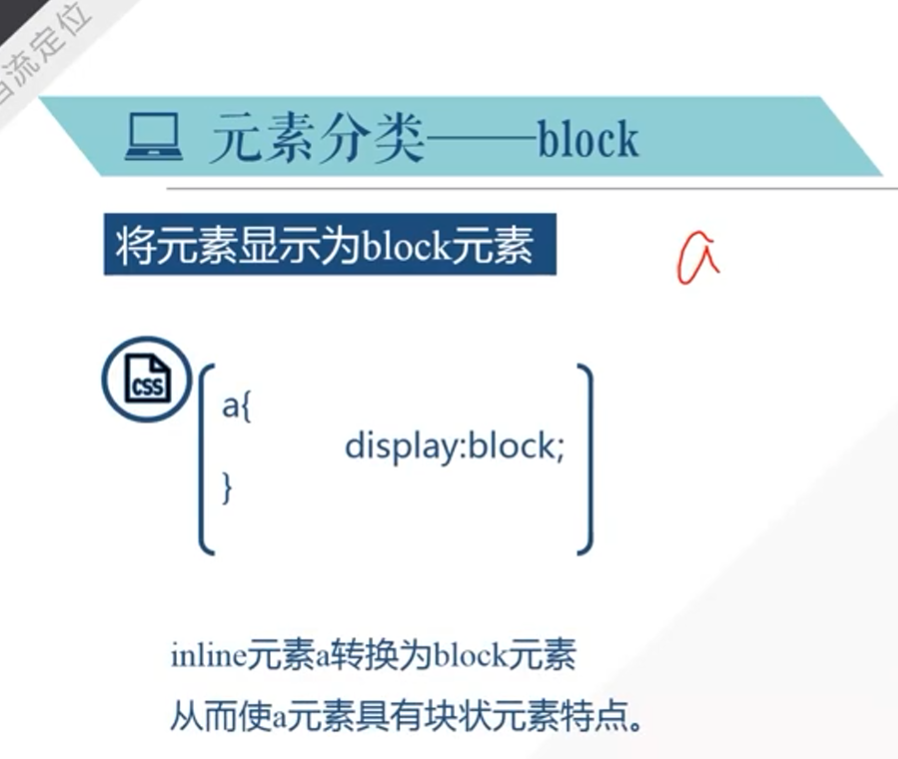 流定位
元素分类——block
将元素显示为block元素
a
CSS
a{
display:block;
}
inline元素a转换为block元素
从而使a元素具有块状元素特点。